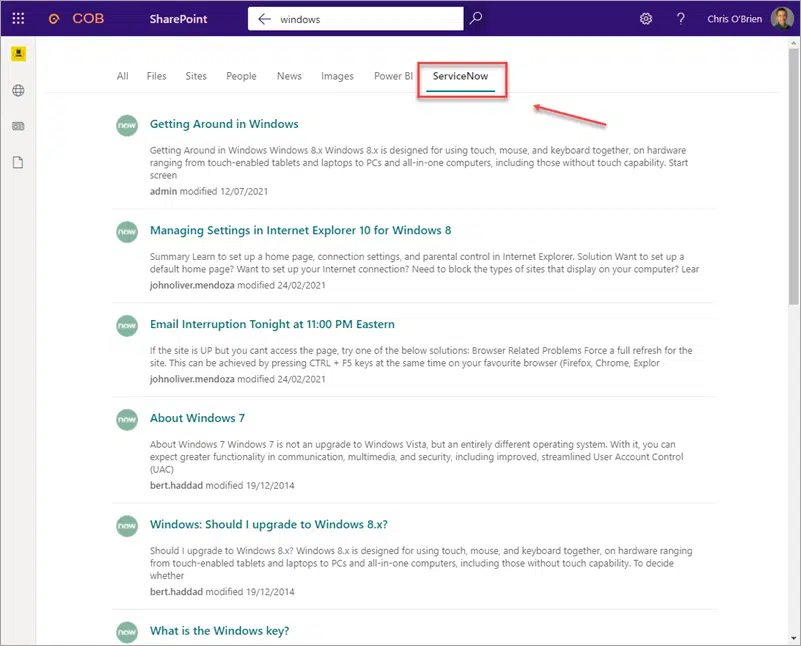 COB
SharePoint
windows
?
Chris O'Brien
All
Files
Sites
People
News
Images
Power BI
ServiceNow
now
Getting Around in Windows
Getting Around in Windows Windows 8.x Windows 8.x is designed for using touch, mouse, and keyboard together, on hardware
ranging from touch-enabled tablets and laptops to PCs and all-in-one computers, including those without touch capability. Start
screen
admin modified 12/07/2021
now
Managing Settings in Internet Explorer 10 for Windows 8
Summary Learn to set up a home page, connection settings, and parental control in Internet Explorer. Solution Want to set up a
default home page? Want to set up your Internet connection? Need to block the types of sites that display on your computer? Lear
johnoliver.mendoza modified 24/02/2021
now
Email Interruption Tonight at 11:00 PM Eastern
If the site is UP but you cant access the page, try one of the below solutions: Browser Related Problems Force a full refresh for the
site. This can be achieved by pressing CTRL + F5 keys at the same time on your favourite browser (Firefox, Chrome, Explor
johnoliver.mendoza modified 24/02/2021
now
About Windows 7
About Windows 7 Windows 7 is not an upgrade to Windows Vista, but an entirely different operating system. With it, you can
expect greater functionality in communication, multimedia, and security, including improved, streamlined User Account Control
(UAC)
bert.haddad modified 19/12/2014
now
Windows: Should I upgrade to Windows 8.x?
Should I upgrade to Windows 8.x? Windows 8.x is designed for using touch, mouse, and keyboard together, on hardware ranging
from touch-enabled tablets and laptops to PCs and all-in-one computers, including those without touch capability. To decide
whether
bert.haddad modified 19/12/2014
now
What is the Windows key?